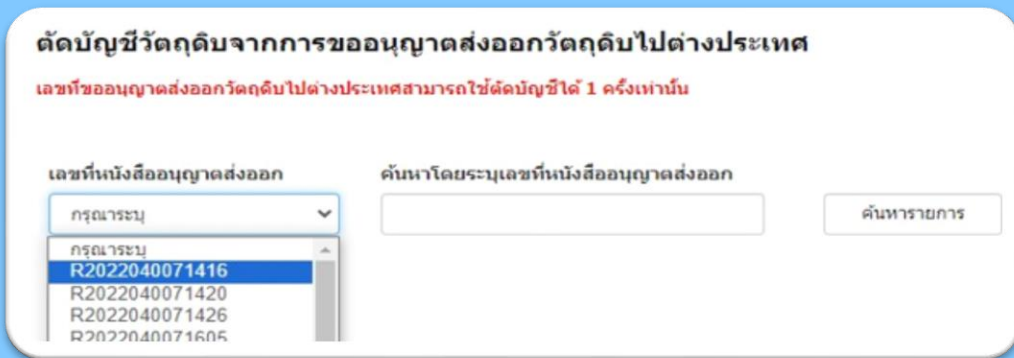 ตัดบัญชีวัตถุดิบจากการขออนุญาตส่งออกวัตถุดิบไปต่างประเทศ
เลขที่ขออนุญาตส่งออกวัตถุดิบไปต่างประเทศสามารถใช้ตัดบัญชีได้ 1 ครั้งเท่านั้น
เลขที่หนังสืออนุญาตส่งออก ค้นหาโดยระบุเลขที่หนังสืออนุญาตส่งออก
กรุณาระบุ ค้นหารายการ
กรุณาระบุ
R2022040071416
R2022040071420
R2022040071426
R2022040071605